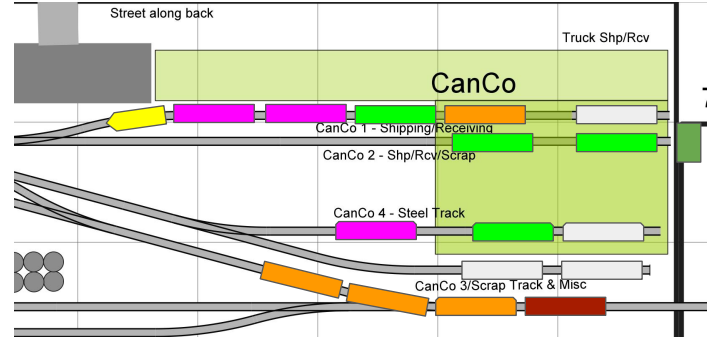 Street along back
Truck Shp/Rcv
CanCo
7
CanCo 1 - Shipping/Receiving
CanCo 2 - Shp/Rcv/Scrap
CanCo 4 - Steel Track
CanCo 3/Scrap Track & Misc